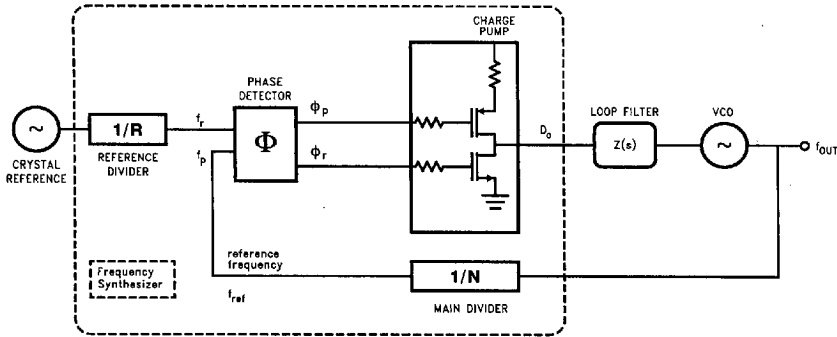 CHARGE
PUMP
PHASE
DETECTOR
LOOP FILTER
VCO
ϕp
fr
Do
1/R
Φ
Z(s)
~
~
fOUT
fp
ϕr
CRYSTAL
REFERENCE
REFERENCE
DIVIDER
reference
frequency
1/N
Frequency
Synthesizer
fref
MAIN DIVIDER